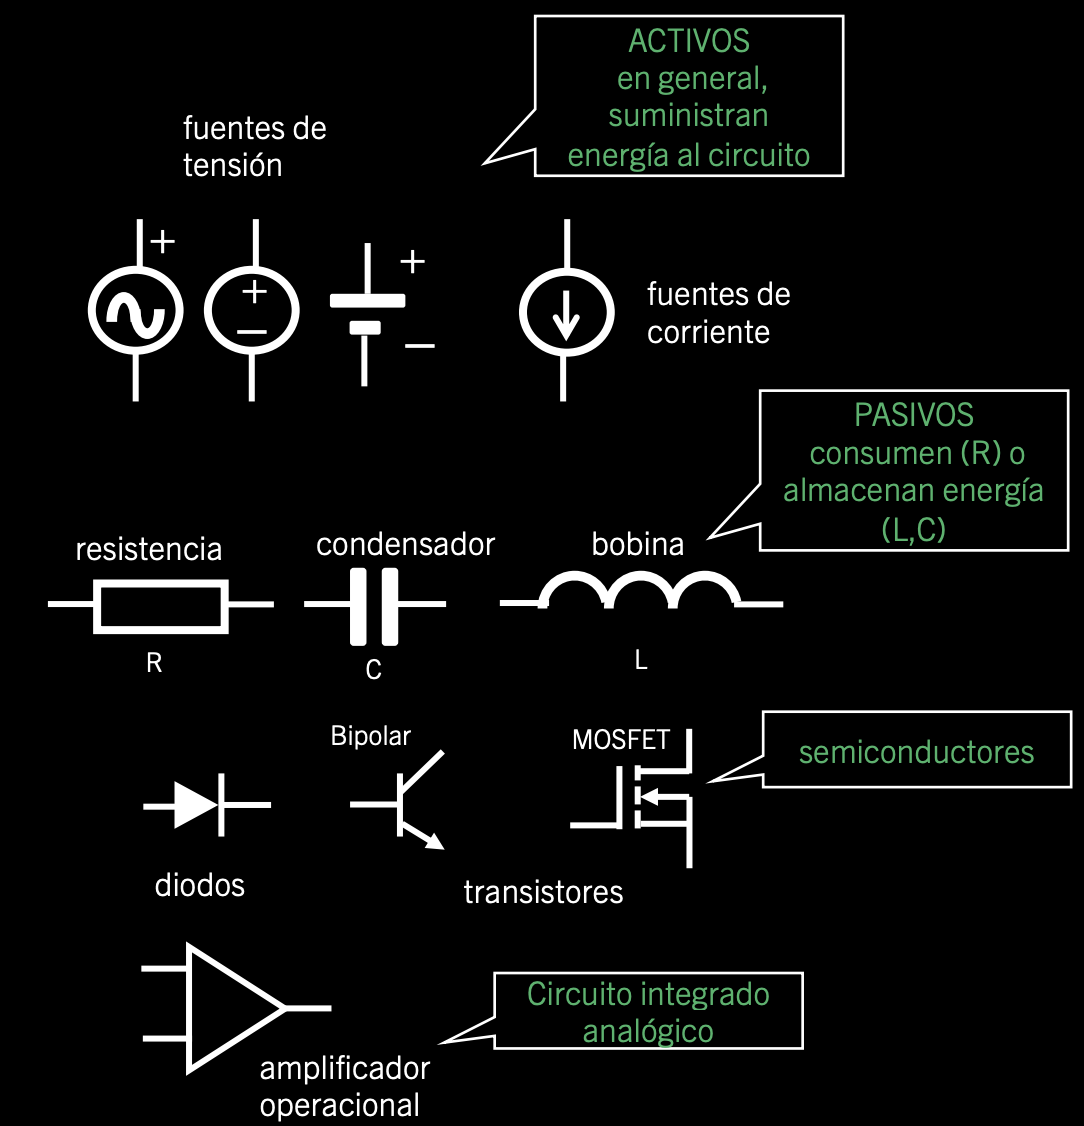 ACTIVOS
en general,
suministran
energía al circuito
fuentes de
tensión
+
+
−
+
−
fuentes de
corriente
PASIVOS
consumen (R) o
almacenan energía
(L,C)
resistencia
condensador
bobina
R
C
L
Bipolar
MOSFET
semiconductores
diodos
transistores
Circuito integrado
analógico
amplificador
operacional